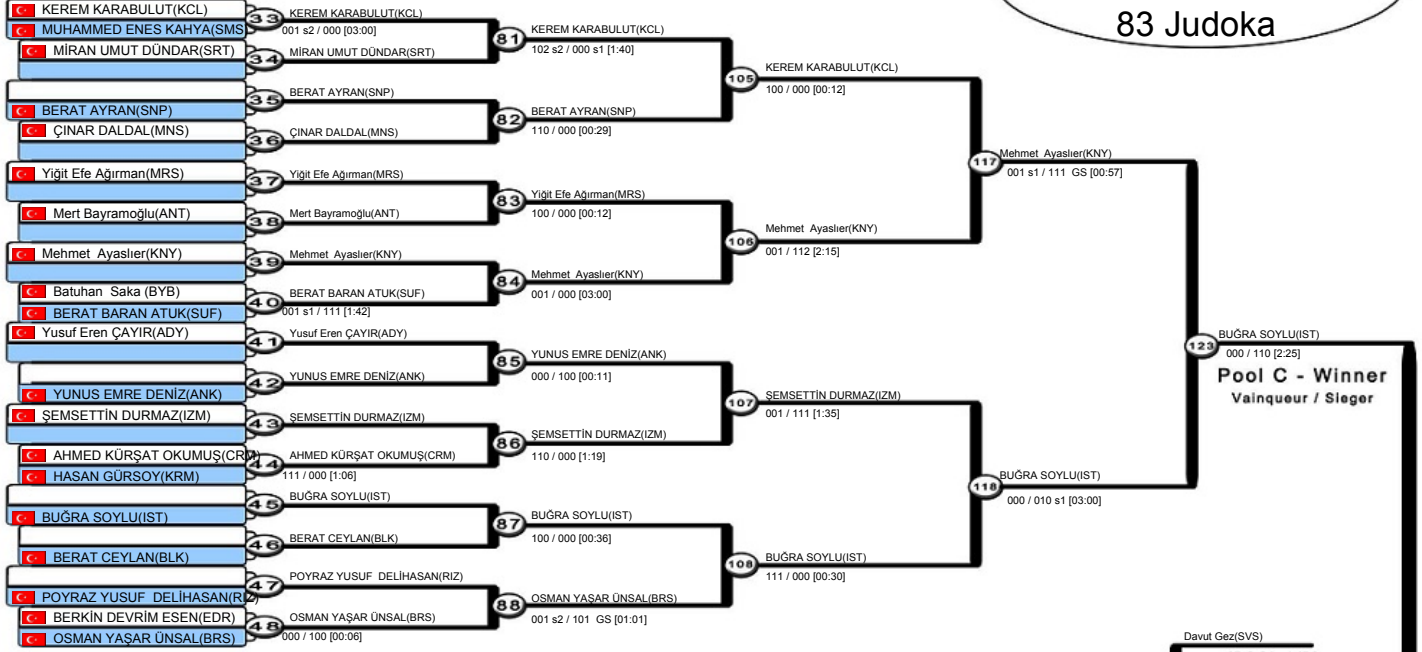 83 Judoka
KEREM KARABULUT(KCL)
MUHAMMED ENES KAHYA(SMS
MİRAN UMUT DÜNDAR(SRT)
BERAT AYRAN(SNP)
ÇINAR DALDAL(MNS)
Yiğit Efe Ağırman(MRS)
Mert Bayramoğlu(ANT)
Mehmet Ayaslıer(KNY)
Batuhan Saka (BYB)
BERAT BARAN ATUK(SUF)
Yusuf Eren ÇAYIR(ADY)
YUNUS EMRE DENİZ(ANK)
ŞEMSETTİN DURMAZ(IZM)
AHMED KÜRŞAT OKUMUŞ(CRM)
HASAN GÜRSOY(KRM)
BUĞRA SOYLU(IST)
BERAT CEYLAN(BLK)
POYRAZ YUSUF DELİHASAN(RIZ)
BERKİN DEVRİM ESEN(EDR)
OSMAN YAŞAR ÜNSAL(BRS)
33
KEREM KARABULUT(KCL)
001 s2 / 000 [03:00]
34
MİRAN UMUT DÜNDAR(SRT)
35
BERAT AYRAN(SNP)
36
ÇINAR DALDAL(MNS)
37
Yiğit Efe Ağırman(MRS)
38
Mert Bayramoğlu(ANT)
39
Mehmet Ayaslıer(KNY)
40
BERAT BARAN ATUK(SUF)
001 s1 / 111 [1:42]
41
Yusuf Eren ÇAYIR(ADY)
42
YUNUS EMRE DENİZ(ANK)
43
ŞEMSETTİN DURMAZ(IZM)
44
AHMED KÜRŞAT OKUMUŞ(CRM)
111 / 000 [1:06]
45
BUĞRA SOYLU(IST)
46
BERAT CEYLAN(BLK)
47
POYRAZ YUSUF DELİHASAN(RIZ)
48
OSMAN YAŞAR ÜNSAL(BRS)
000 / 100 [00:06]
81
KEREM KARABULUT(KCL)
102 s2 / 000 s1 [1:40]
82
BERAT AYRAN(SNP)
110 / 000 [00:29]
83
Yiğit Efe Ağırman(MRS)
100 / 000 [00:12]
84
Mehmet Ayaslıer(KNY)
001 / 000 [03:00]
85
YUNUS EMRE DENİZ(ANK)
000 / 100 [00:11]
86
ŞEMSETTİN DURMAZ(IZM)
110 / 000 [1:19]
87
BUĞRA SOYLU(IST)
100 / 000 [00:36]
88
OSMAN YAŞAR ÜNSAL(BRS)
001 s2 / 101 GS [01:01]
105
KEREM KARABULUT(KCL)
100 / 000 [00:12]
106
Mehmet Ayaslıer(KNY)
001 / 112 [2:15]
107
ŞEMSETTİN DURMAZ(IZM)
001 / 111 [1:35]
108
BUĞRA SOYLU(IST)
111 / 000 [00:30]
117
Mehmet Ayaslıer(KNY)
001 s1 / 111 GS [00:57]
118
BUĞRA SOYLU(IST)
000 / 010 s1 [03:00]
123
BUĞRA SOYLU(IST)
000 / 110 [2:25]
Pool C - Winner
Vainqueur / Sieger
Davut Gez(SVS)